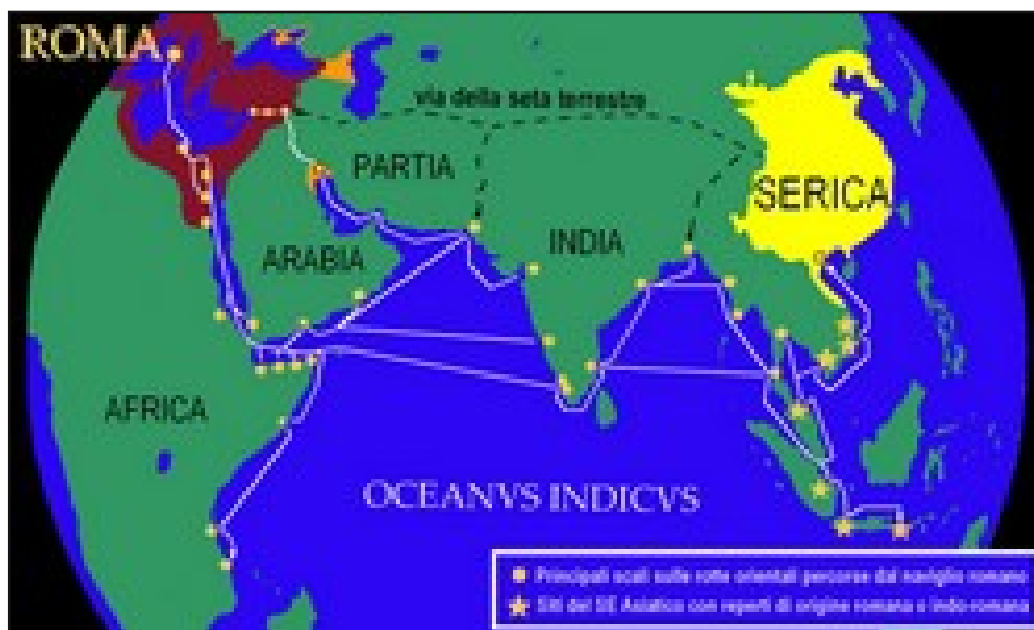 ROMA
via della seta terrestre
PARTIA
SERICA
INDIA
ARABIA
AFRICA
OCEANVS INDICVS
Principali scali sulle rotte orientali percorse dal naviglio romano
Siti del SE Asiatico con reperti di origine romana o indo-romana